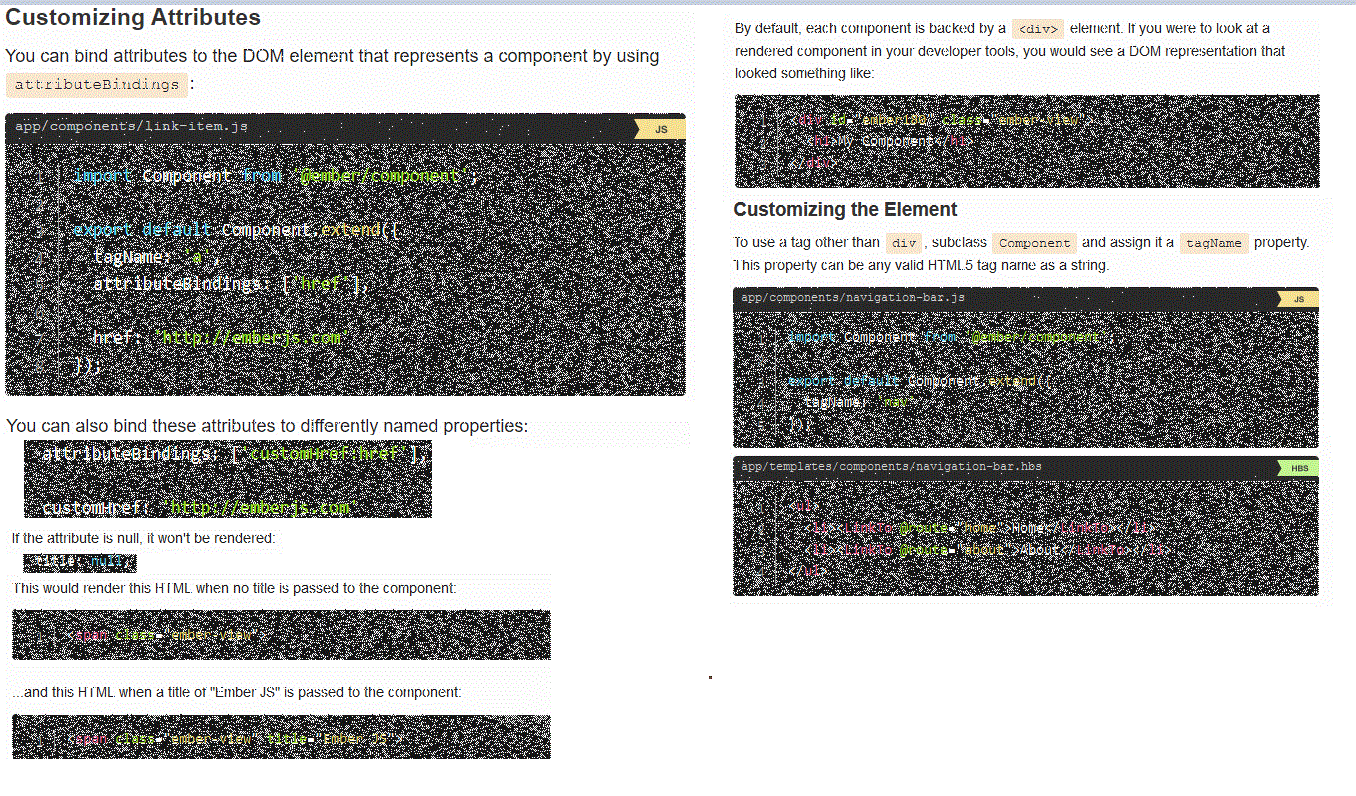 Customizing Attributes
You can bind attributes to the DOM element that represents a component by using
attributeBindings :
app/components/link-item.js
JS
import Component from '@ember/component';
export default Component.extend({
tagName: 'a',
attributeBindings: ['href'],
href: 'http://emberjs.com'
});
You can also bind these attributes to differently named properties:
attributeBindings: ['customHref:href'],
customHref: 'http://emberjs.com'
If the attribute is null, it won't be rendered:
title: null,
This would render this HTML when no title is passed to the component:
<span class="ember-view">
...and this HTML when a title of "Ember JS" is passed to the component:
<span class="ember-view" title="Ember JS">
By default, each component is backed by a <div> element. If you were to look at a
rendered component in your developer tools, you would see a DOM representation that
looked something like:
<div id= class="ember-view">
<h1>My Component</h1>
</div>
Customizing the Element
To use a tag other than div , subclass Component and assign it a tagName property.
This property can be any valid HTML5 tag name as a string.
app/components/navigation-bar.js
JS
import Component from '@ember/component';
export default Component.extend({
tagName: 'nav'
});
app/templates/components/navigation-bar.hbs
HBS
<ul>
<li><LinkTo @route="home">Home</LinkTo></li>
<li><LinkTo @route="about">About</LinkTo></li>
</ul>